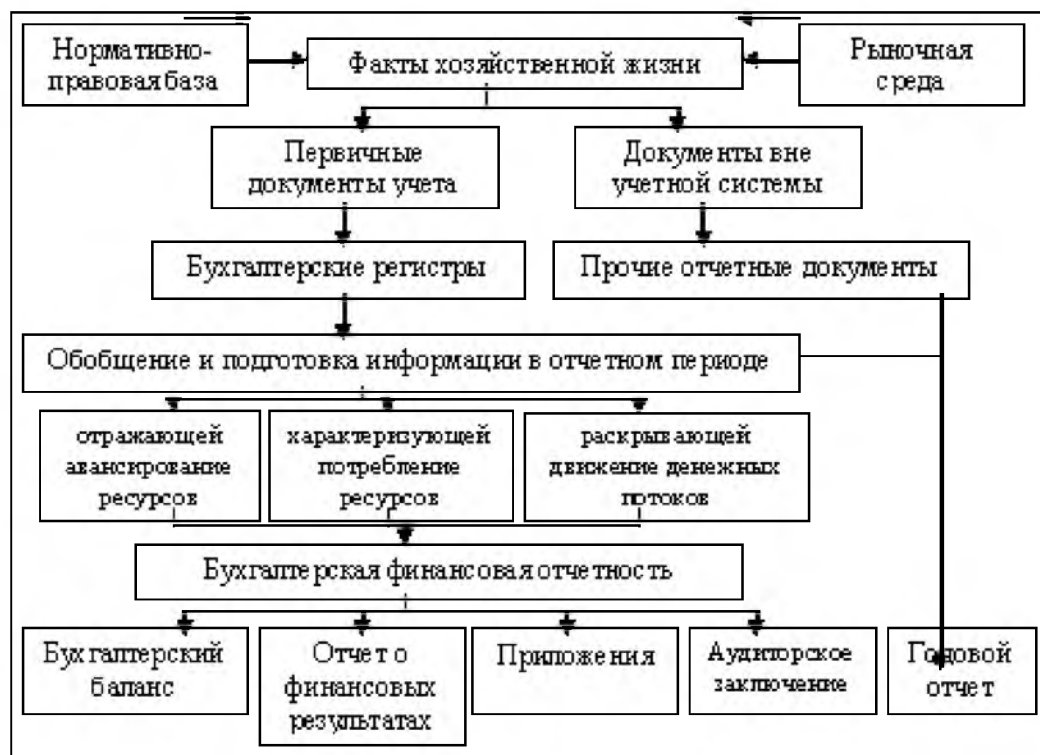 Нормативно-
правовая база
Факты хозяйственной жизни
Рыночная
среда
Первичные
документы учета
Документы вне
учетной системы
Бухгалтерские регистры
Прочие отчетные документы
Обобщение и подготовка информации в отчетном периоде
отражающей
авансирование
ресурсов
характеризующей
потребление
ресурсов
раскрывающей
движение денежных
потоков
Бухгалтерская финансовая отчетность
Бухгалтерский
баланс
Отчет о
финансовых
результатах
Приложения
Аудиторское
заключение
Годовой
отчет